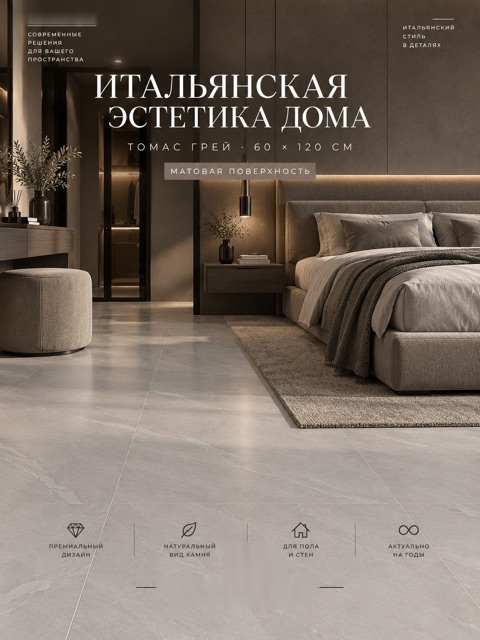 СОВРЕМЕННЫЕ
РЕШЕНИЯ
ДЛЯ ВАШЕГО
ПРОСТРАНСТВА
ИТАЛЬЯНСКИЙ
СТИЛЬ
В ДЕТАЛЯХ
ИТАЛЬЯНСКАЯ
ЭСТЕТИКА ДОМА
ТОМАС ГРЕЙ · 60 × 120 СМ
МАТОВАЯ ПОВЕРХНОСТЬ
ПРЕМИАЛЬНЫЙ
ДИЗАЙН
НАТУРАЛЬНЫЙ
ВИД КАМНЯ
ДЛЯ ПОЛА
И СТЕН
АКТУАЛЬНО
НА ГОДЫ